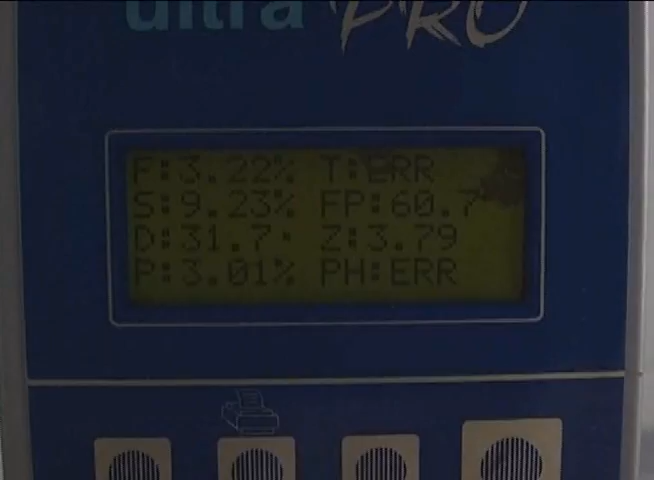 ultra PRO
F:3.22% T:ERR
S:9.23% FP:60.7
D:31.7· Z:3.79
P:3.01% PH:ERR